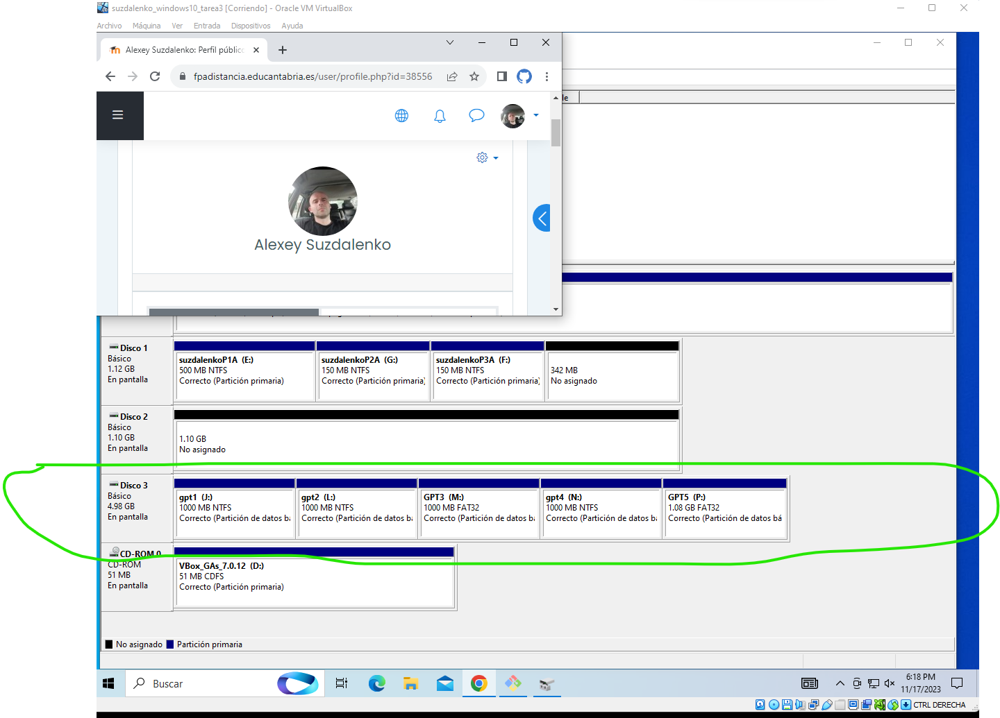 suzdalenko_windows10_tarea3 [Corriendo] - Oracle VM VirtualBox
Archivo Máquina Ver Entrada Dispositivos Ayuda
Alexey Suzdalenko: Perfil público
fpadistancia.educantabria.es/user/profile.php?id=38556
le
Alexey Suzdalenko
Disco 1
Básico
1.12 GB
En pantalla
suzdalenkoP1A (E:)
500 MB NTFS
Correcto (Partición primaria)
suzdalenkoP2A (G:)
150 MB NTFS
Correcto (Partición primaria)
suzdalenkoP3A (F:)
150 MB NTFS
Correcto (Partición primaria)
342 MB
No asignado
Disco 2
Básico
1.10 GB
En pantalla
1.10 GB
No asignado
Disco 3
Básico
4.98 GB
En pantalla
gpt1 (J:)
1000 MB NTFS
Correcto (Partición de datos bá
gpt2 (L:)
1000 MB NTFS
Correcto (Partición de datos bá
GPT3 (M:)
1000 MB FAT32
Correcto (Partición de datos bá
gpt4 (N:)
1000 MB NTFS
Correcto (Partición de datos bá
GPT5 (P:)
1.08 GB FAT32
Correcto (Partición de datos bá
CD-ROM 0
CD-ROM
51 MB
En pantalla
VBox_GAs_7.0.12 (D:)
51 MB CDFS
Correcto (Partición primaria)
No asignado Partición primaria
Buscar
6:18 PM
11/17/2023
CTRL DERECHA